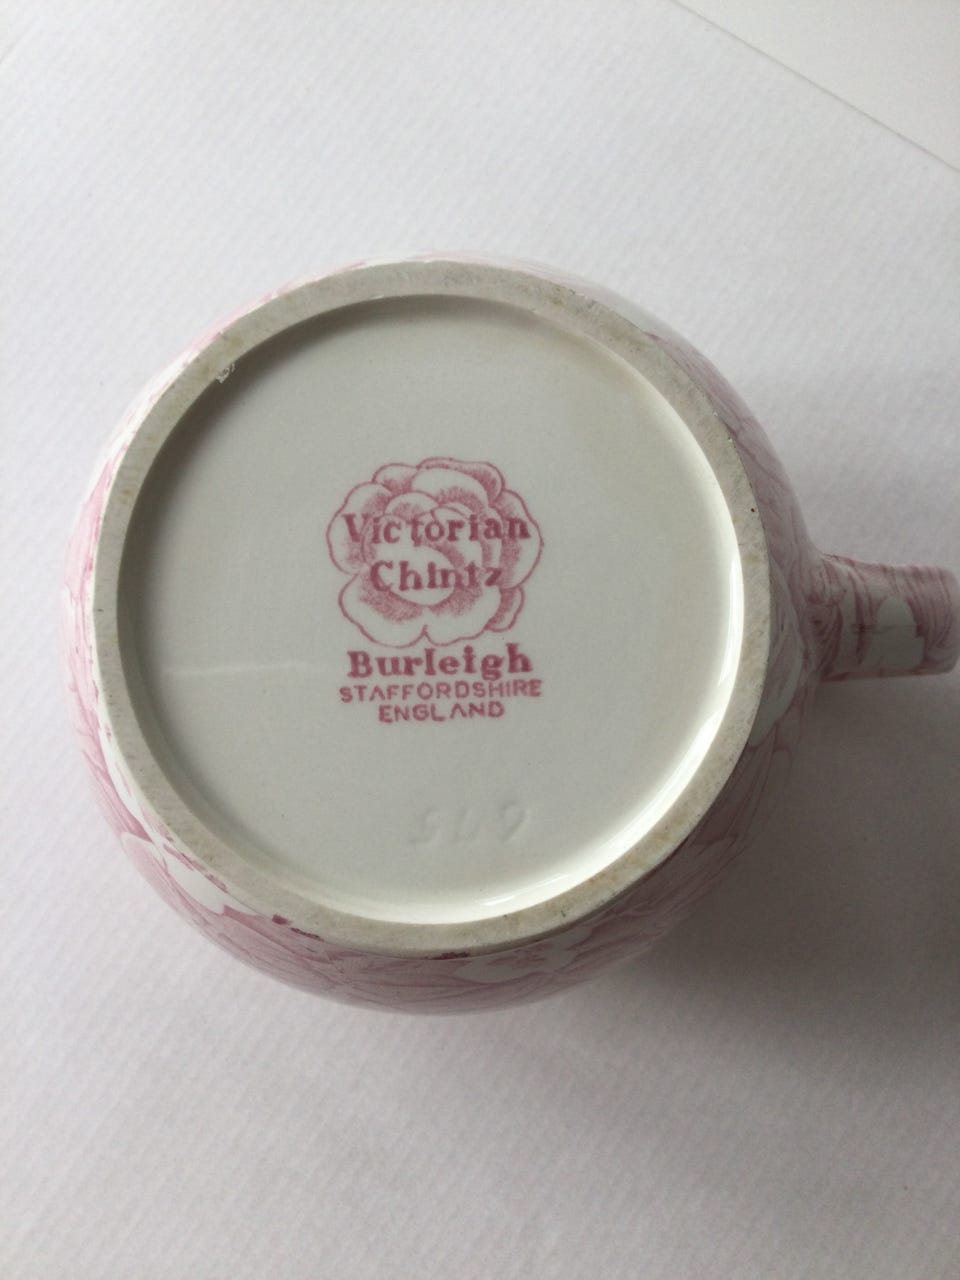 Victorian
Chintz
Burleigh
STAFFORDSHIRE
ENGLAND